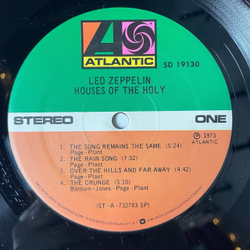 ATLANTIC
SD 19130
LED ZEPPELIN
HOUSES OF THE HOLY
STEREO
ONE
℗ 1973
ATLANTIC
1. THE SONG REMAINS THE SAME (5:24)
Page - Plant
2. THE RAIN SONG (7:32)
Page - Plant
3. OVER THE HILLS AND FAR AWAY (4:42)
Page - Plant
4. THE CRUNGE (3:10)
Bonham - Jones - Page - Plant
(ST - A - 732783 SP)